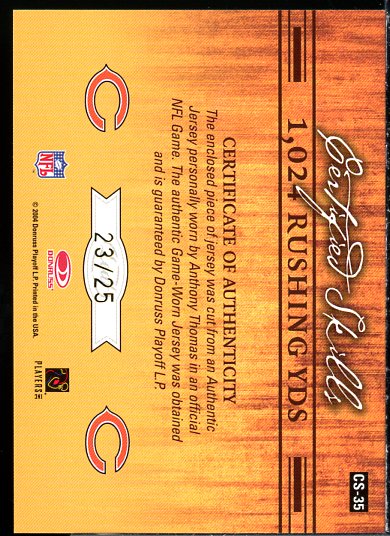 CS-35
Certified Skills
1,024 RUSHING YDS
CERTIFICATE OF AUTHENTICITY
The enclosed piece of jersey was cut from an Authentic
Jersey personally worn by Anthony Thomas in an official
NFL Game. The authentic Game-Worn Jersey was obtained
and is guaranteed by Donruss Playoff L.P.
C
23/25
C
NFL
© 2004 Donruss Playoff L.P. Printed in the USA.
DONRUSS
PLAYERS INC